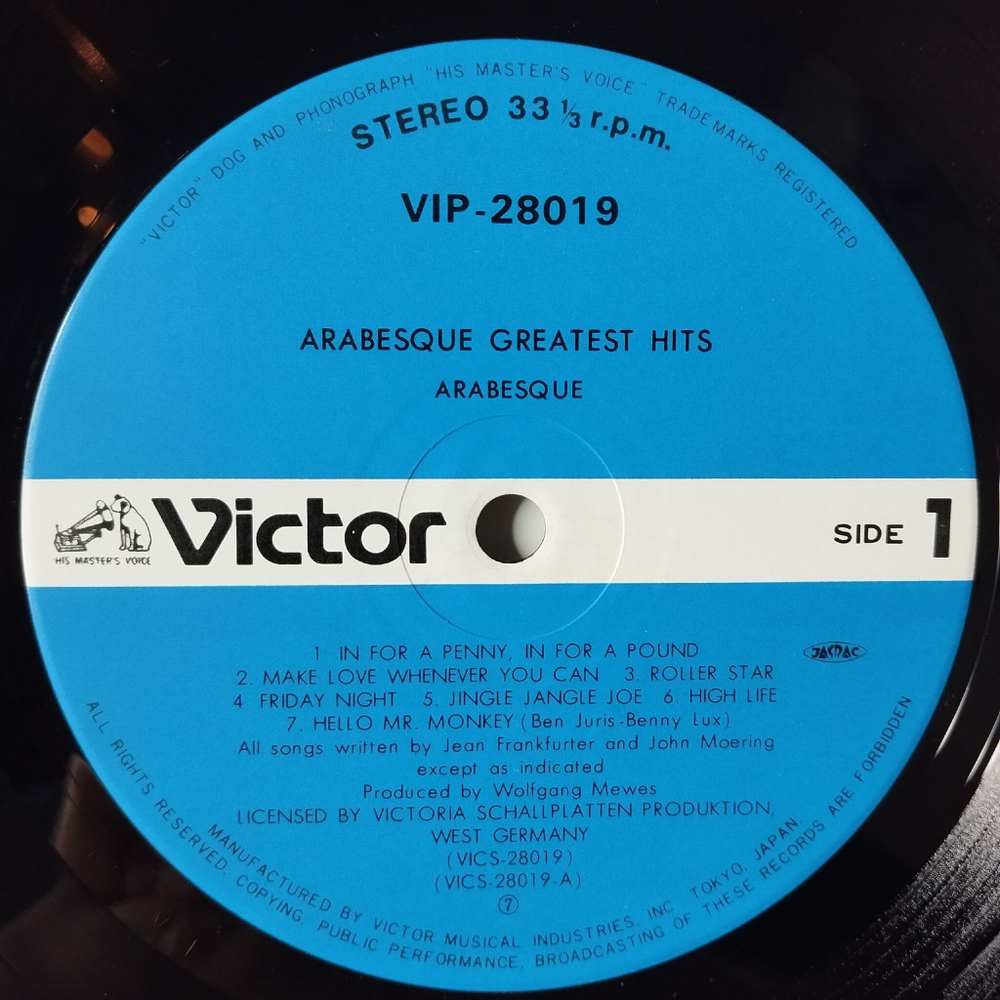 "VICTOR" DOG AND PHONOGRAPH "HIS MASTER'S VOICE" TRADEMARKS REGISTERED
STEREO 33 1/3 r.p.m.
VIP-28019
ARABESQUE GREATEST HITS
ARABESQUE
HIS MASTER'S VOICE
Victor
SIDE 1
1 IN FOR A PENNY, IN FOR A POUND
JASRAC
2. MAKE LOVE WHENEVER YOU CAN 3. ROLLER STAR
4 FRIDAY NIGHT 5. JINGLE JANGLE JOE 6. HIGH LIFE
7. HELLO MR. MONKEY (Ben Juris-Benny Lux)
All songs written by Jean Frankfurter and John Moering
except as indicated
Produced by Wolfgang Mewes
LICENSED BY VICTORIA SCHALLPLATTEN PRODUKTION,
WEST GERMANY
(VICS-28019)
(VICS-28019-A)
⑦
MANUFACTURED BY VICTOR MUSICAL INDUSTRIES, INC TOKYO, JAPAN
ALL RIGHTS RESERVED. COPYING, PUBLIC PERFORMANCE, BROADCASTING OF THESE RECORDS ARE FORBIDDEN